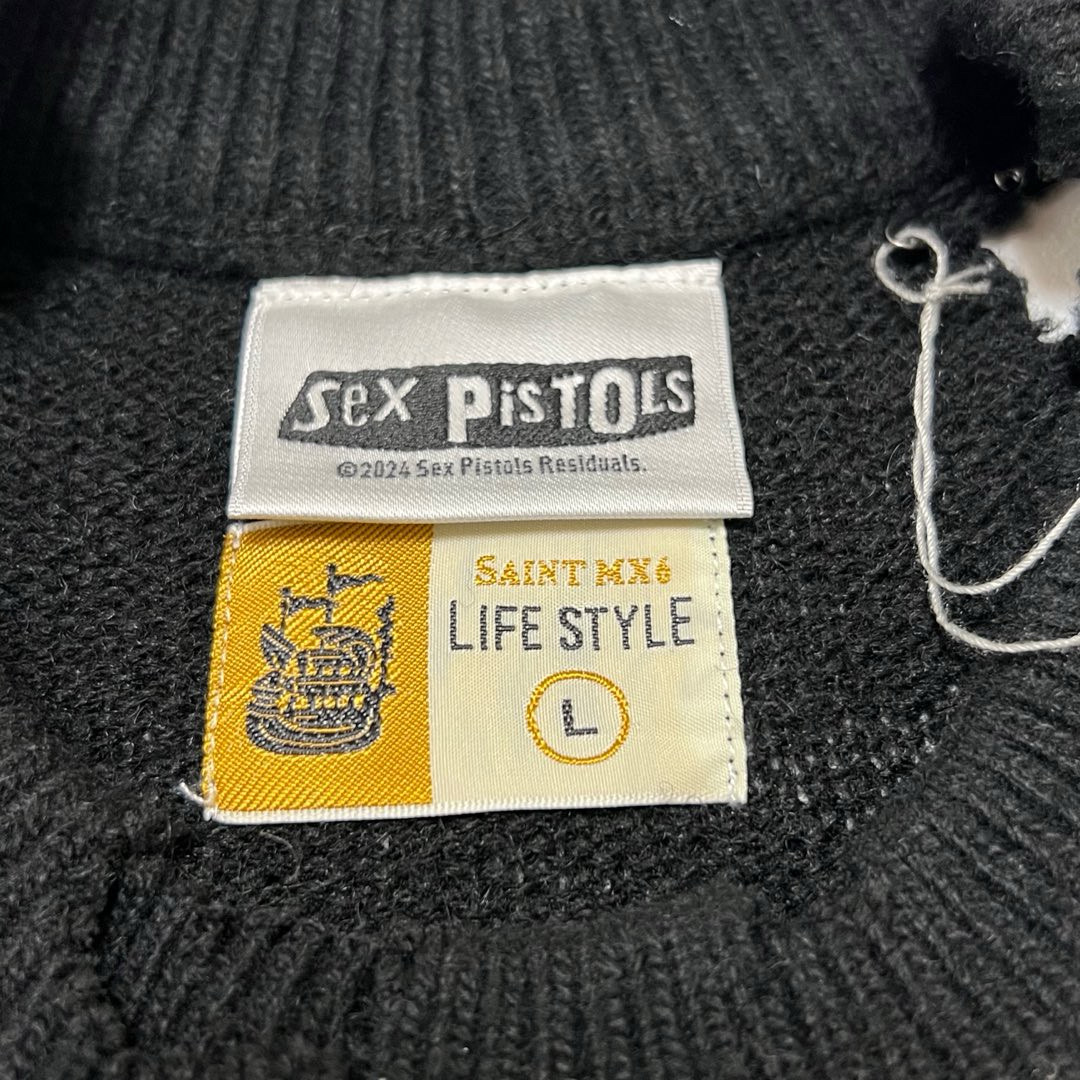 Sex PiSTOLS
©2024 Sex Pistols Residuals.
SAINT MX6
LIFE STYLE
L